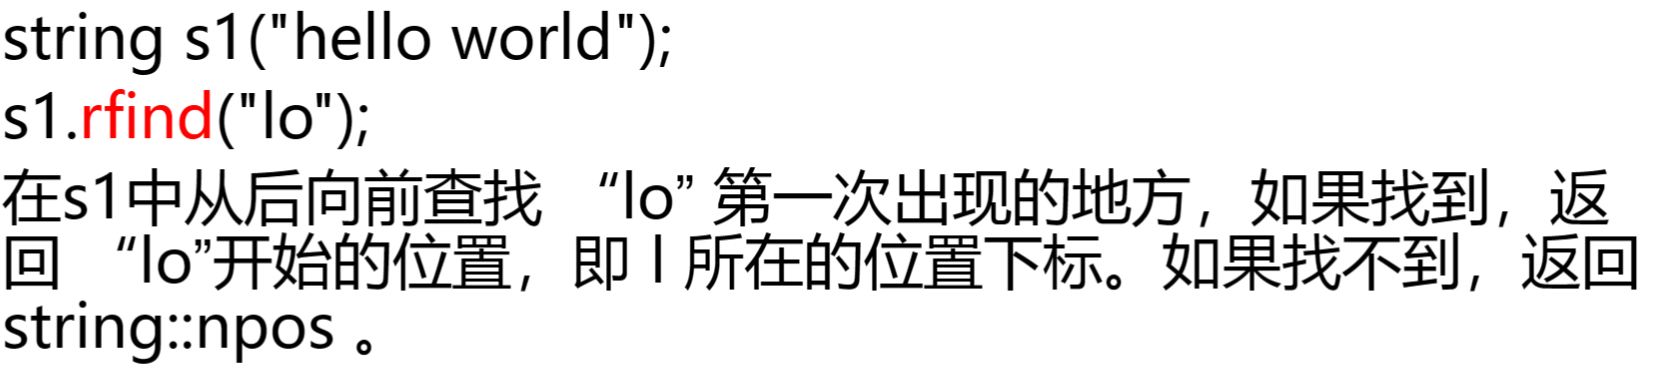 string s1("hello world");
s1.rfind("lo");
在s1中从后向前查找 “lo” 第一次出现的地方，如果找到，返
回 “lo”开始的位置，即 l 所在的位置下标。如果找不到，返回
string::npos 。